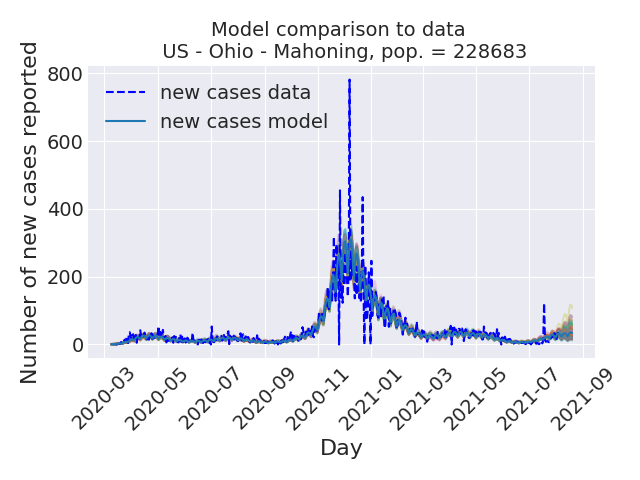 Model comparison to data
US - Ohio - Mahoning, pop. = 228683
Number of new cases reported
800
600
400
200
0
new cases data
new cases model
2020-03
2020-05
2020-07
2020-09
2020-11
2021-01
2021-03
2021-05
2021-07
2021-09
Day